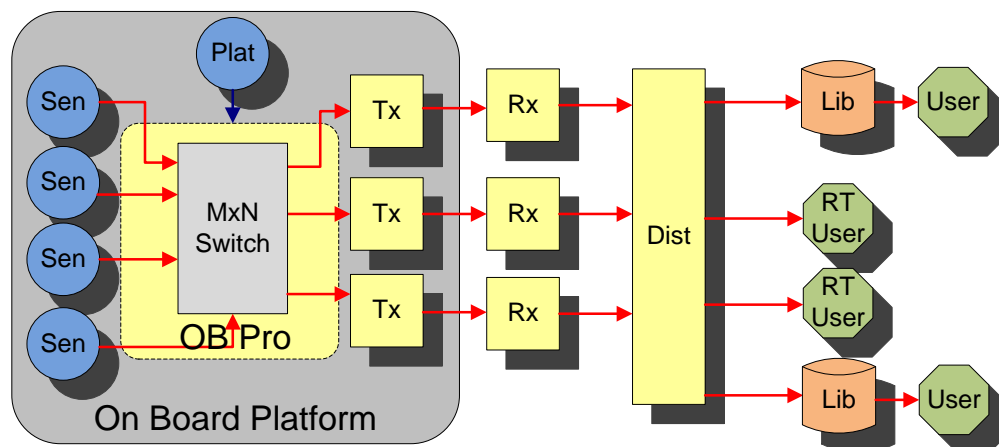 Plat
Sen
Sen
Sen
Sen
MxN
Switch
OB Pro
On Board Platform
Tx
Tx
Tx
Rx
Rx
Rx
Dist
Lib
User
RT
User
RT
User
Lib
User